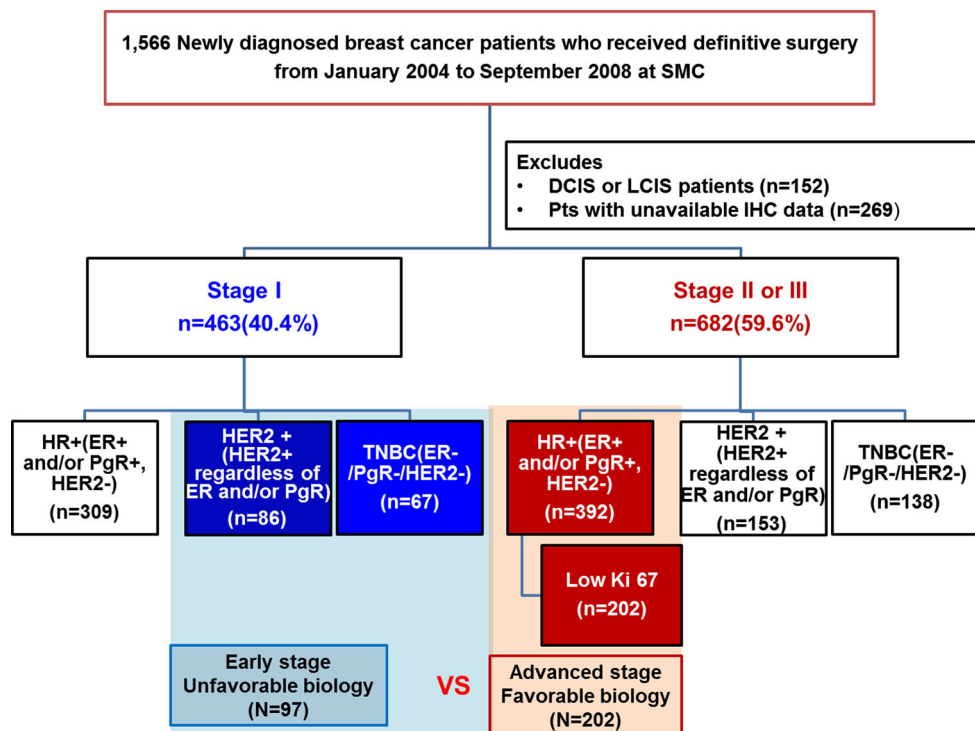 1,566 Newly diagnosed breast cancer patients who received definitive surgery
from January 2004 to September 2008 at SMC
Excludes
• DCIS or LCIS patients (n=152)
• Pts with unavailable IHC data (n=269)
Stage I
n=463(40.4%)
Stage II or III
n=682(59.6%)
HR+(ER+
and/or PgR+,
HER2-)
(n=309)
HER2 +
(HER2+
regardless of
ER and/or PgR)
(n=86)
TNBC(ER-
/PgR-/HER2-)
(n=67)
HR+(ER+
and/or PgR+,
HER2-)
(n=392)
HER2 +
(HER2+
regardless of
ER and/or PgR)
(n=153)
TNBC(ER-
/PgR-/HER2-)
(n=138)
Low Ki 67
(n=202)
Early stage
Unfavorable biology
(N=97)
VS
Advanced stage
Favorable biology
(N=202)